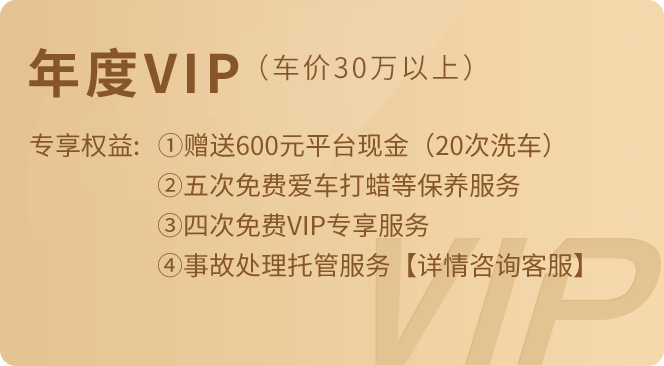 年度VIP（车价30万以上）
专享权益: ①赠送600元平台现金（20次洗车）
②五次免费爱车打蜡等保养服务
③四次免费VIP专享服务
④事故处理托管服务【详情咨询客服】
VIP